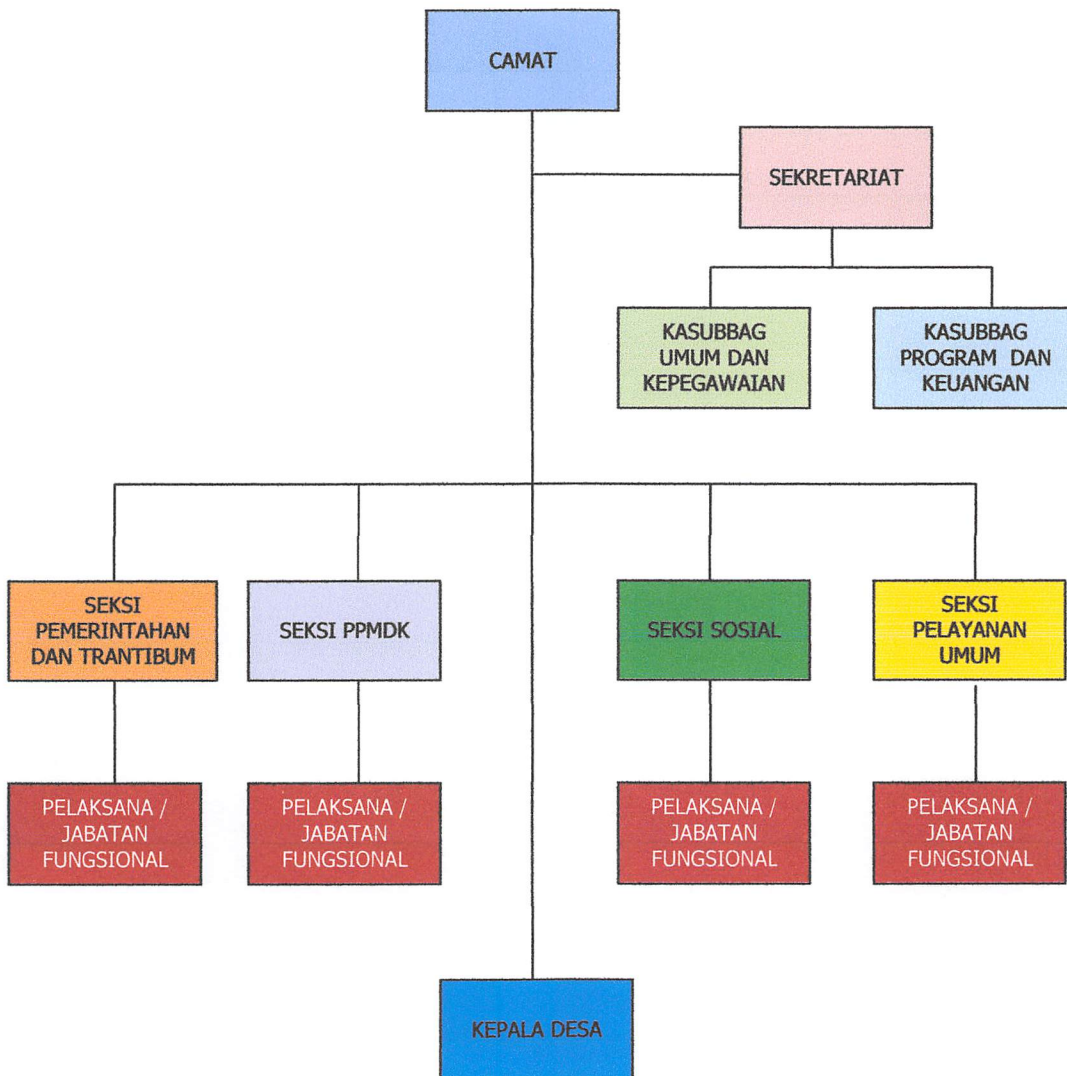 CAMAT
SEKRETARIAT
KASUBBAG
UMUM DAN
KEPEGAWAIAN
KASUBBAG
PROGRAM DAN
KEUANGAN
SEKSI
PEMERINTAHAN
DAN TRANTIBUM
SEKSI PPMDK
SEKSI SOSIAL
SEKSI
PELAYANAN
UMUM
PELAKSANA /
JABATAN
FUNGSIONAL
PELAKSANA /
JABATAN
FUNGSIONAL
PELAKSANA /
JABATAN
FUNGSIONAL
PELAKSANA /
JABATAN
FUNGSIONAL
KEPALA DESA